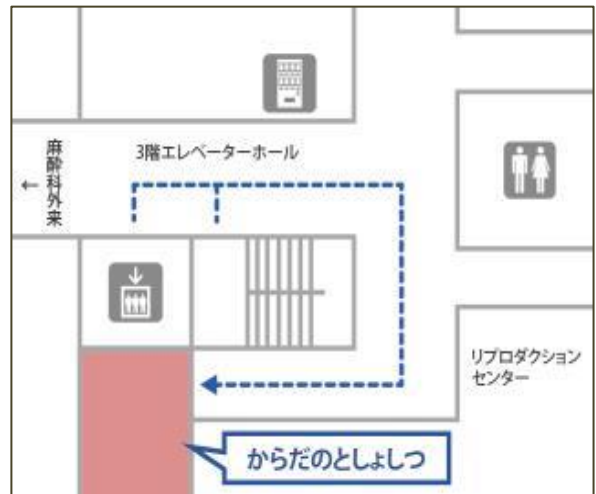 麻酔科外来
←
3階エレベーターホール
リプロダクション
センター
からだのとしょしつ